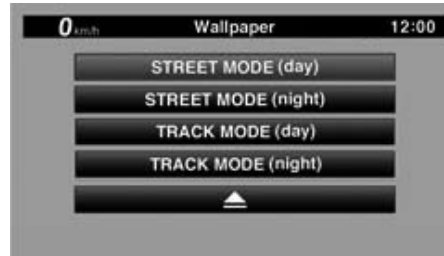 0 km/h Wallpaper 12:00
STREET MODE (day)
STREET MODE (night)
TRACK MODE (day)
TRACK MODE (night)